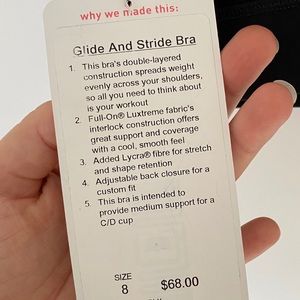 why we made this:
Glide And Stride Bra
1. This bra's double-layered
construction spreads weight
evenly across your shoulders,
so all you need to think about
is your workout
2. Full-On® Luxtreme fabric's
interlock construction offers
great support and coverage
with a cool, smooth feel
3. Added Lycra® fibre for stretch
and shape retention
4. Adjustable back closure for a
custom fit
5. This bra is intended to
provide medium support for a
C/D cup
SIZE
8 $68.00